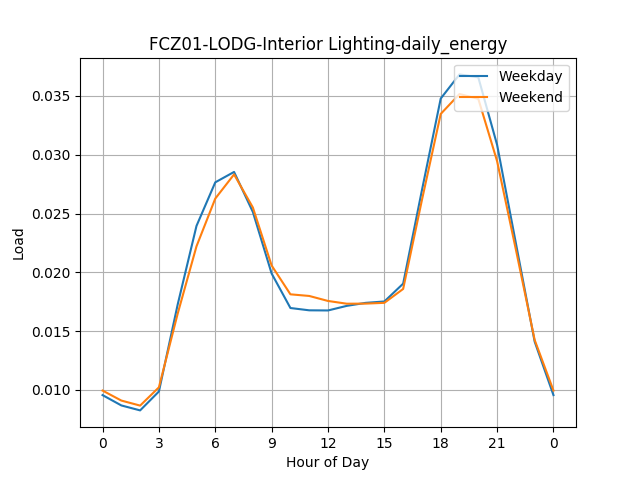 FCZ01-LODG-Interior Lighting-daily_energy
Weekday
Weekend
0.035
0.030
0.025
0.020
0.015
0.010
Load
0 3 6 9 12 15 18 21 0
Hour of Day